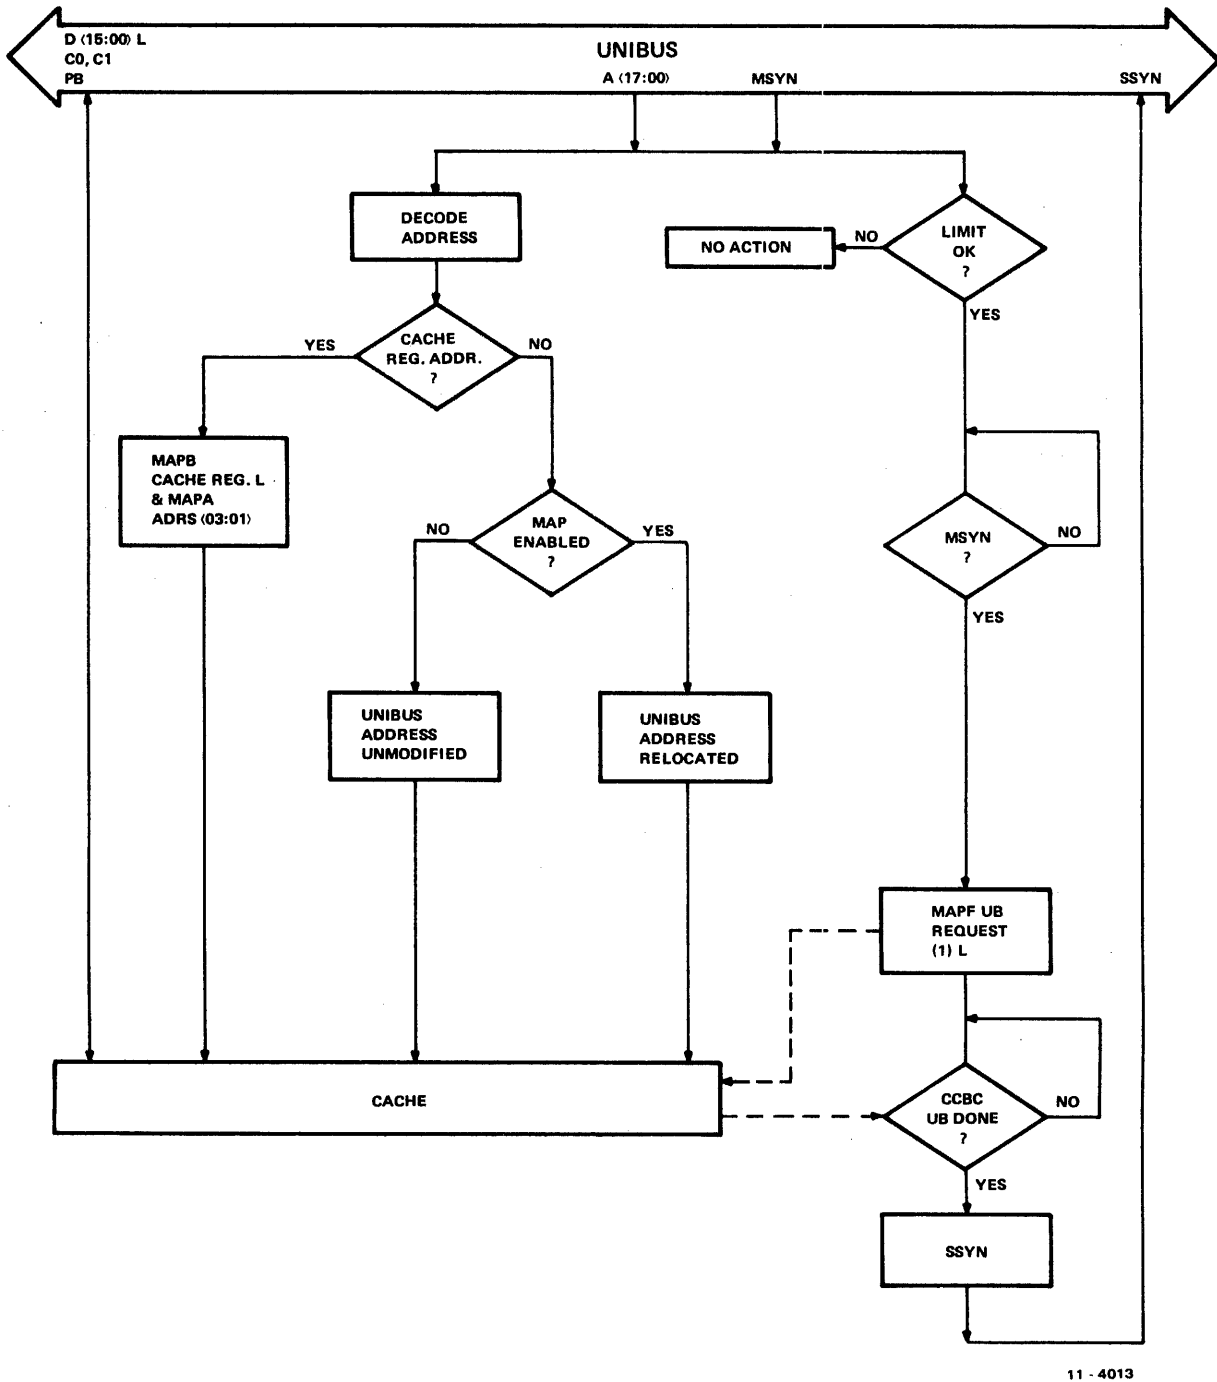 D ⟨15:00⟩ L
C0, C1
PB
UNIBUS
A ⟨17:00⟩
MSYN
SSYN
DECODE
ADDRESS
NO ACTION
NO
LIMIT
OK
?
YES
CACHE
REG. ADDR.
?
YES
NO
MAPB
CACHE REG. L
& MAPA
ADRS ⟨03:01⟩
MAP
ENABLED
?
NO
YES
MSYN
?
NO
YES
UNIBUS
ADDRESS
UNMODIFIED
UNIBUS
ADDRESS
RELOCATED
MAPF UB
REQUEST
(1) L
CACHE
CCBC
UB DONE
?
NO
YES
SSYN
11 - 4013